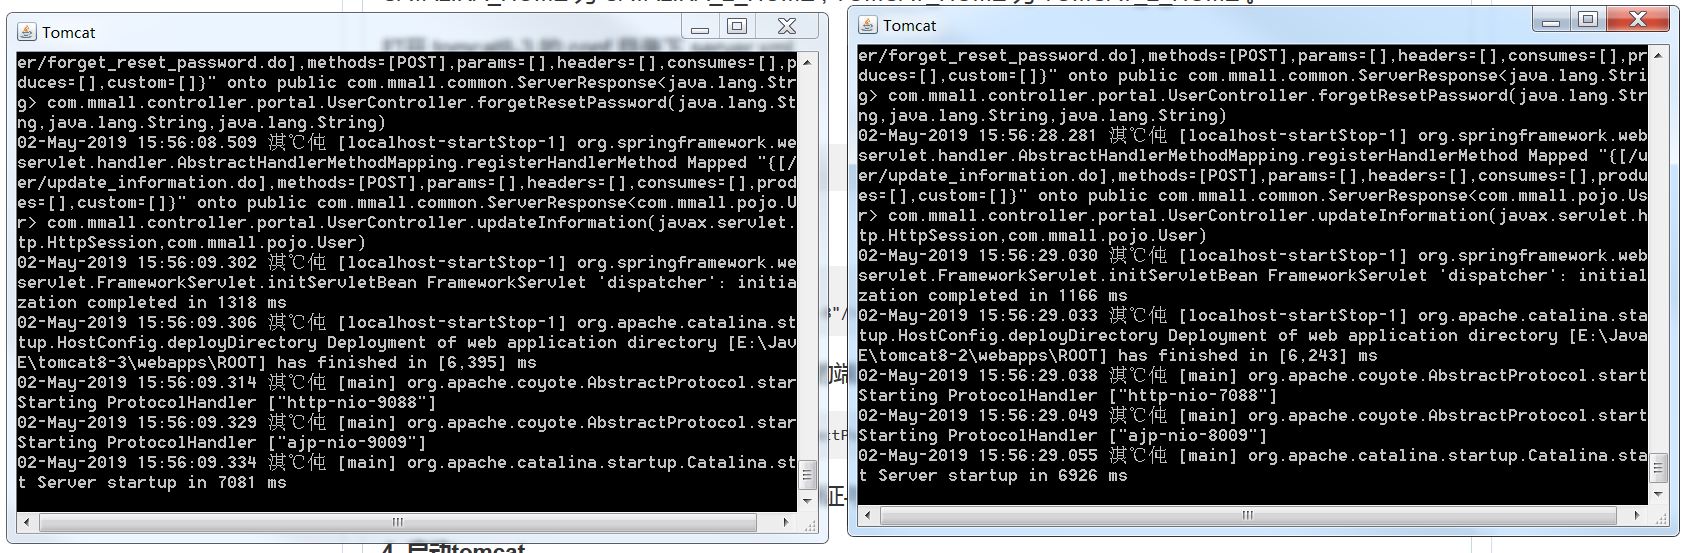 Tomcat
er/forget_reset_password.do],methods=[POST],params=[],headers=[],consumes=[],p
duces=[],custom=[]}" onto public com.mmall.common.ServerResponse<java.lang.Str
g> com.mmall.controller.portal.UserController.forgetResetPassword(java.lang.St
ng,java.lang.String,java.lang.String)
02-May-2019 15:56:08.509 淇℃伅 [localhost-startStop-1] org.springframework.we
servlet.handler.AbstractHandlerMethodMapping.registerHandlerMethod Mapped "{[/
er/update_information.do],methods=[POST],params=[],headers=[],consumes=[],prod
es=[],custom=[]}" onto public com.mmall.common.ServerResponse<com.mmall.pojo.U
r> com.mmall.controller.portal.UserController.updateInformation(javax.servlet.
tp.HttpSession,com.mmall.pojo.User)
02-May-2019 15:56:09.302 淇℃伅 [localhost-startStop-1] org.springframework.we
servlet.FrameworkServlet.initServletBean FrameworkServlet 'dispatcher': initia
zation completed in 1318 ms
02-May-2019 15:56:09.306 淇℃伅 [localhost-startStop-1] org.apache.catalina.st
tup.HostConfig.deployDirectory Deployment of web application directory [E:\Jav
E\tomcat8-3\webapps\ROOT] has finished in [6,395] ms
02-May-2019 15:56:09.314 淇℃伅 [main] org.apache.coyote.AbstractProtocol.star
Starting ProtocolHandler ["http-nio-9088"]
02-May-2019 15:56:09.329 淇℃伅 [main] org.apache.coyote.AbstractProtocol.star
Starting ProtocolHandler ["ajp-nio-9009"]
02-May-2019 15:56:09.334 淇℃伅 [main] org.apache.catalina.startup.Catalina.st
t Server startup in 7081 ms
Tomcat
er/forget_reset_password.do],methods=[POST],params=[],headers=[],consumes=[],pr
duces=[],custom=[]}" onto public com.mmall.common.ServerResponse<java.lang.Stri
g> com.mmall.controller.portal.UserController.forgetResetPassword(java.lang.Str
ng,java.lang.String,java.lang.String)
02-May-2019 15:56:28.281 淇℃伅 [localhost-startStop-1] org.springframework.web
servlet.handler.AbstractHandlerMethodMapping.registerHandlerMethod Mapped "{[/u
er/update_information.do],methods=[POST],params=[],headers=[],consumes=[],produ
es=[],custom=[]}" onto public com.mmall.common.ServerResponse<com.mmall.pojo.Us
r> com.mmall.controller.portal.UserController.updateInformation(javax.servlet.h
tp.HttpSession,com.mmall.pojo.User)
02-May-2019 15:56:29.030 淇℃伅 [localhost-startStop-1] org.springframework.web
servlet.FrameworkServlet.initServletBean FrameworkServlet 'dispatcher': initial
zation completed in 1166 ms
02-May-2019 15:56:29.033 淇℃伅 [localhost-startStop-1] org.apache.catalina.sta
tup.HostConfig.deployDirectory Deployment of web application directory [E:\Java
E\tomcat8-2\webapps\ROOT] has finished in [6,243] ms
02-May-2019 15:56:29.038 淇℃伅 [main] org.apache.coyote.AbstractProtocol.start
Starting ProtocolHandler ["http-nio-7088"]
02-May-2019 15:56:29.049 淇℃伅 [main] org.apache.coyote.AbstractProtocol.start
Starting ProtocolHandler ["ajp-nio-8009"]
02-May-2019 15:56:29.055 淇℃伅 [main] org.apache.catalina.startup.Catalina.sta
t Server startup in 6926 ms
4. 启动tomcat